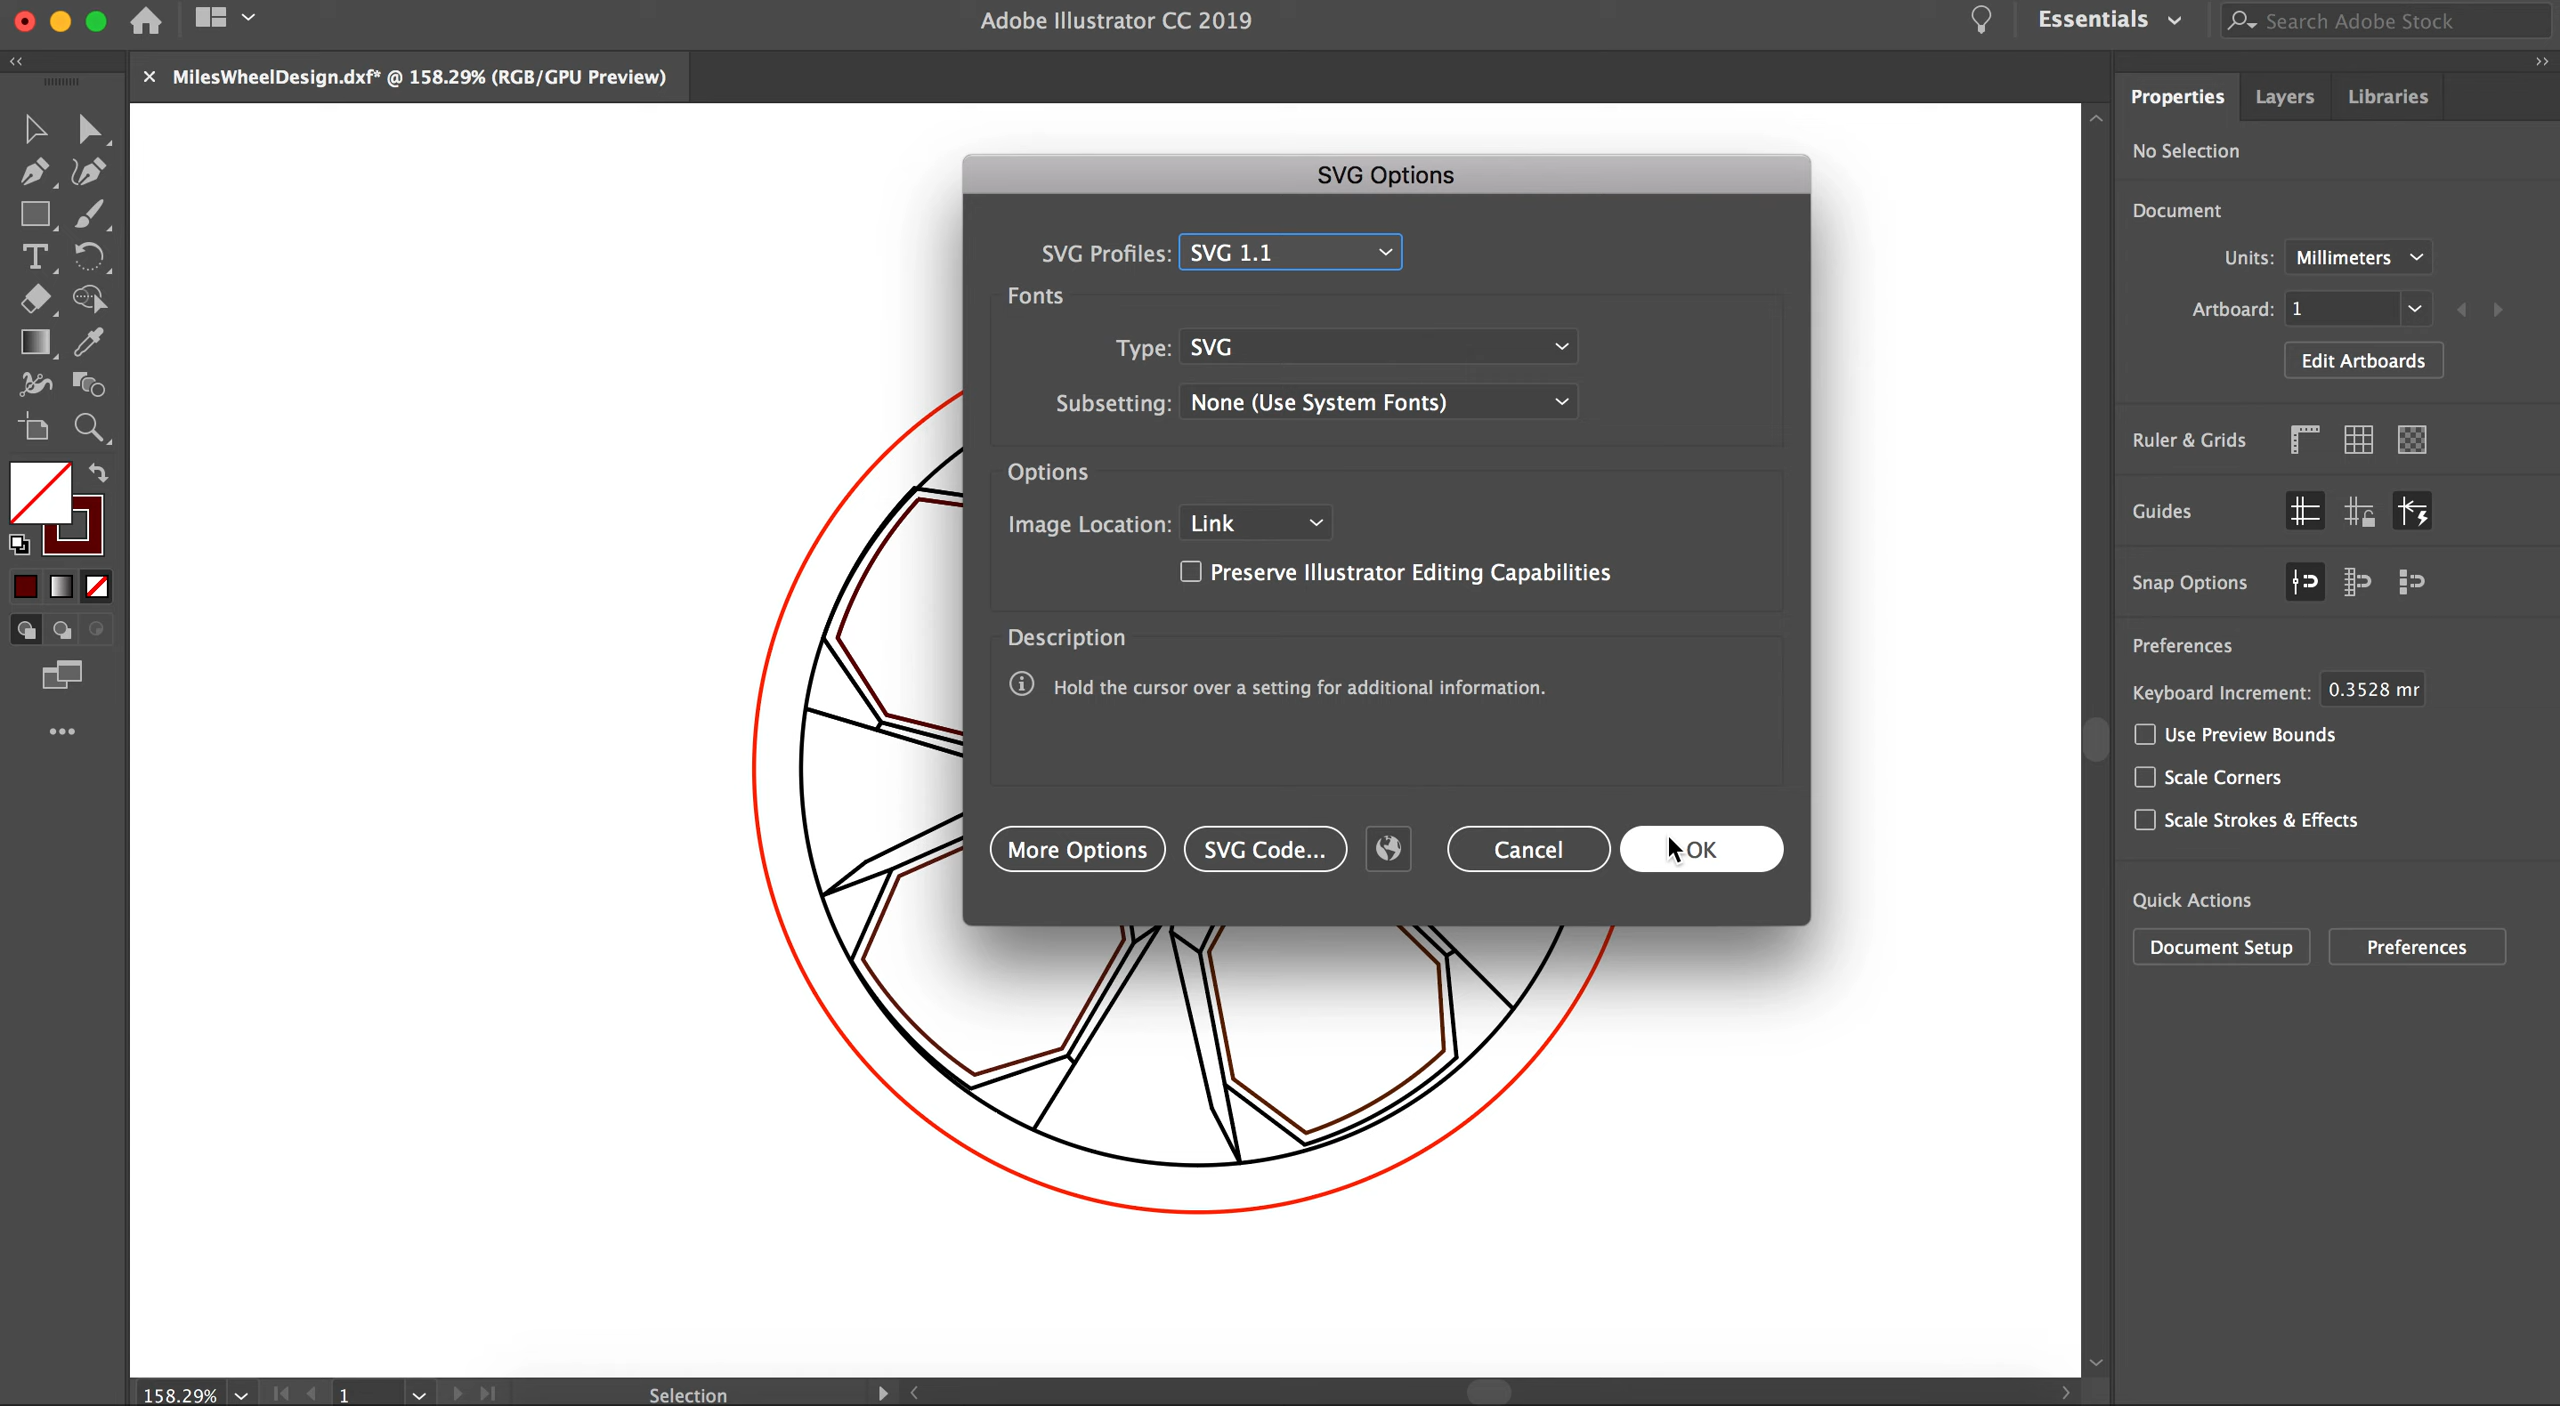 Adobe Illustrator CC 2019
Essentials
Search Adobe Stock
× MilesWheelDesign.dxf* @ 158.29% (RGB/GPU Preview)
Properties Layers Libraries
No Selection
Document
Units: Millimeters
Artboard: 1
Edit Artboards
Ruler & Grids
Guides
Snap Options
Preferences
Keyboard Increment: 0.3528 mr
Use Preview Bounds
Scale Corners
Scale Strokes & Effects
Quick Actions
Document Setup Preferences
SVG Options
SVG Profiles: SVG 1.1
Fonts
Type: SVG
Subsetting: None (Use System Fonts)
Options
Image Location: Link
Preserve Illustrator Editing Capabilities
Description
Hold the cursor over a setting for additional information.
More Options SVG Code... Cancel OK
158.29% 1 Selection